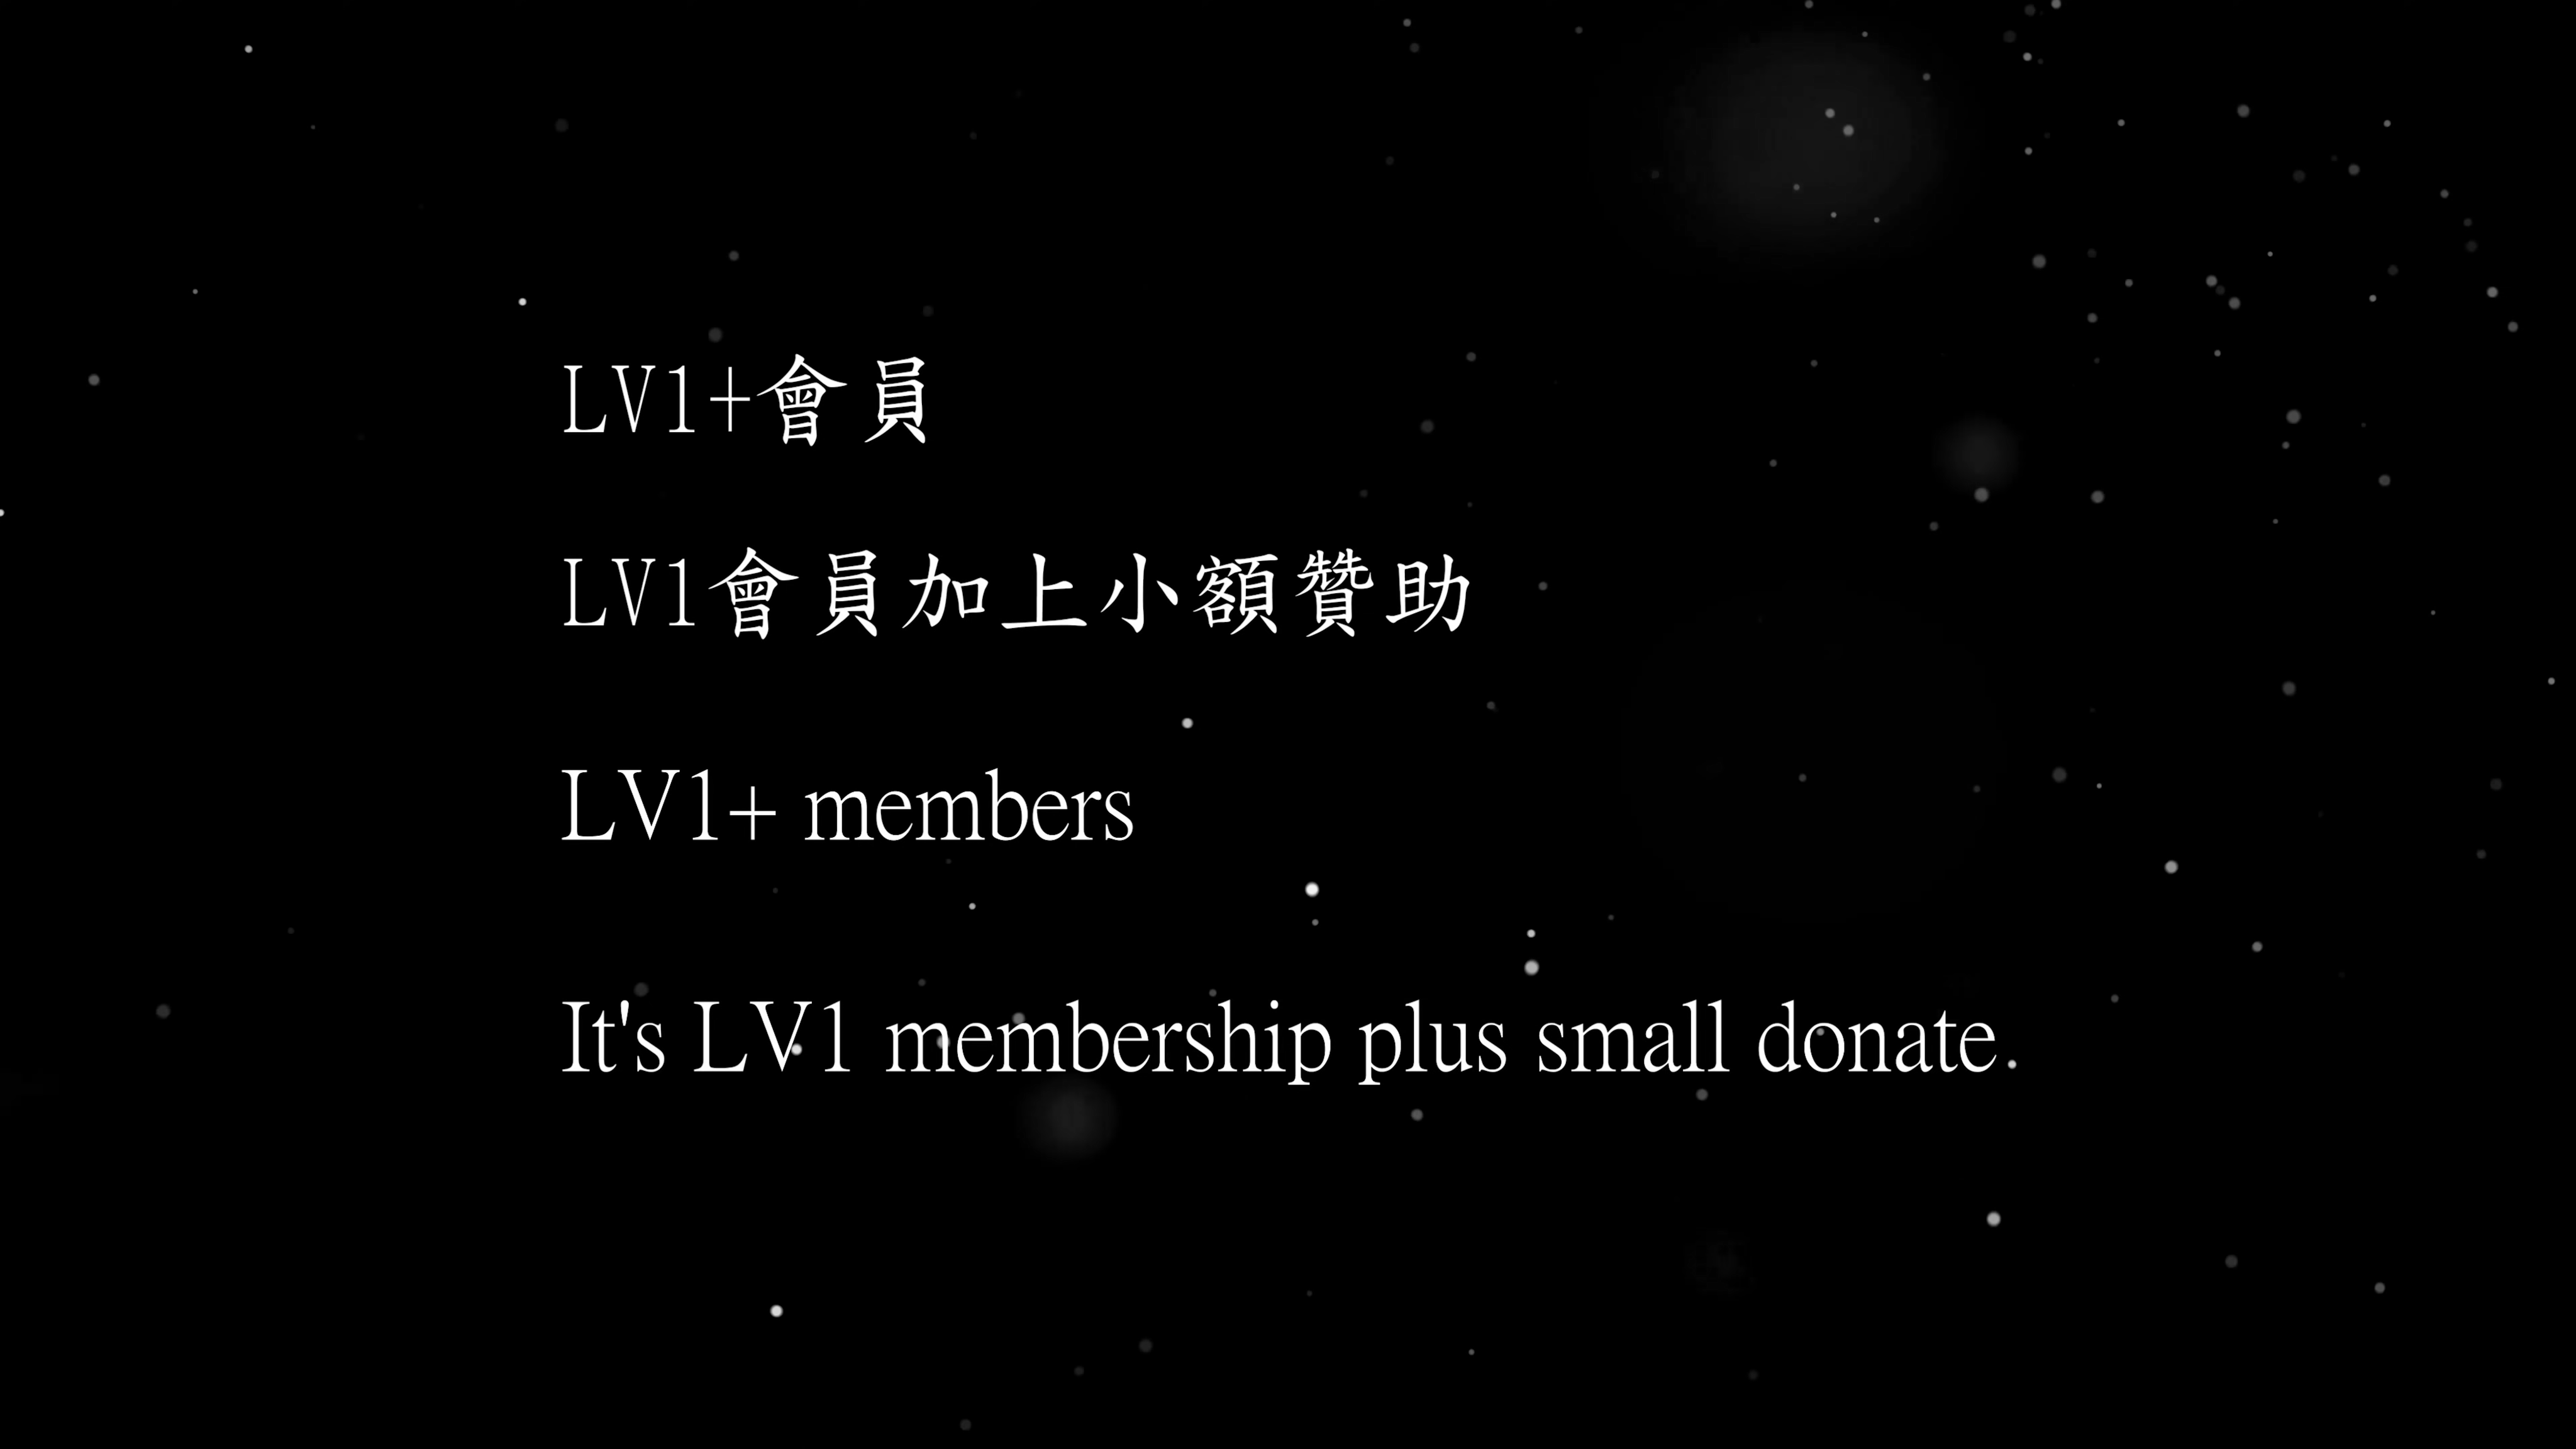 LV1+會員
LV1會員加上小額贊助
LV1+ members
It's LV1 membership plus small donate.